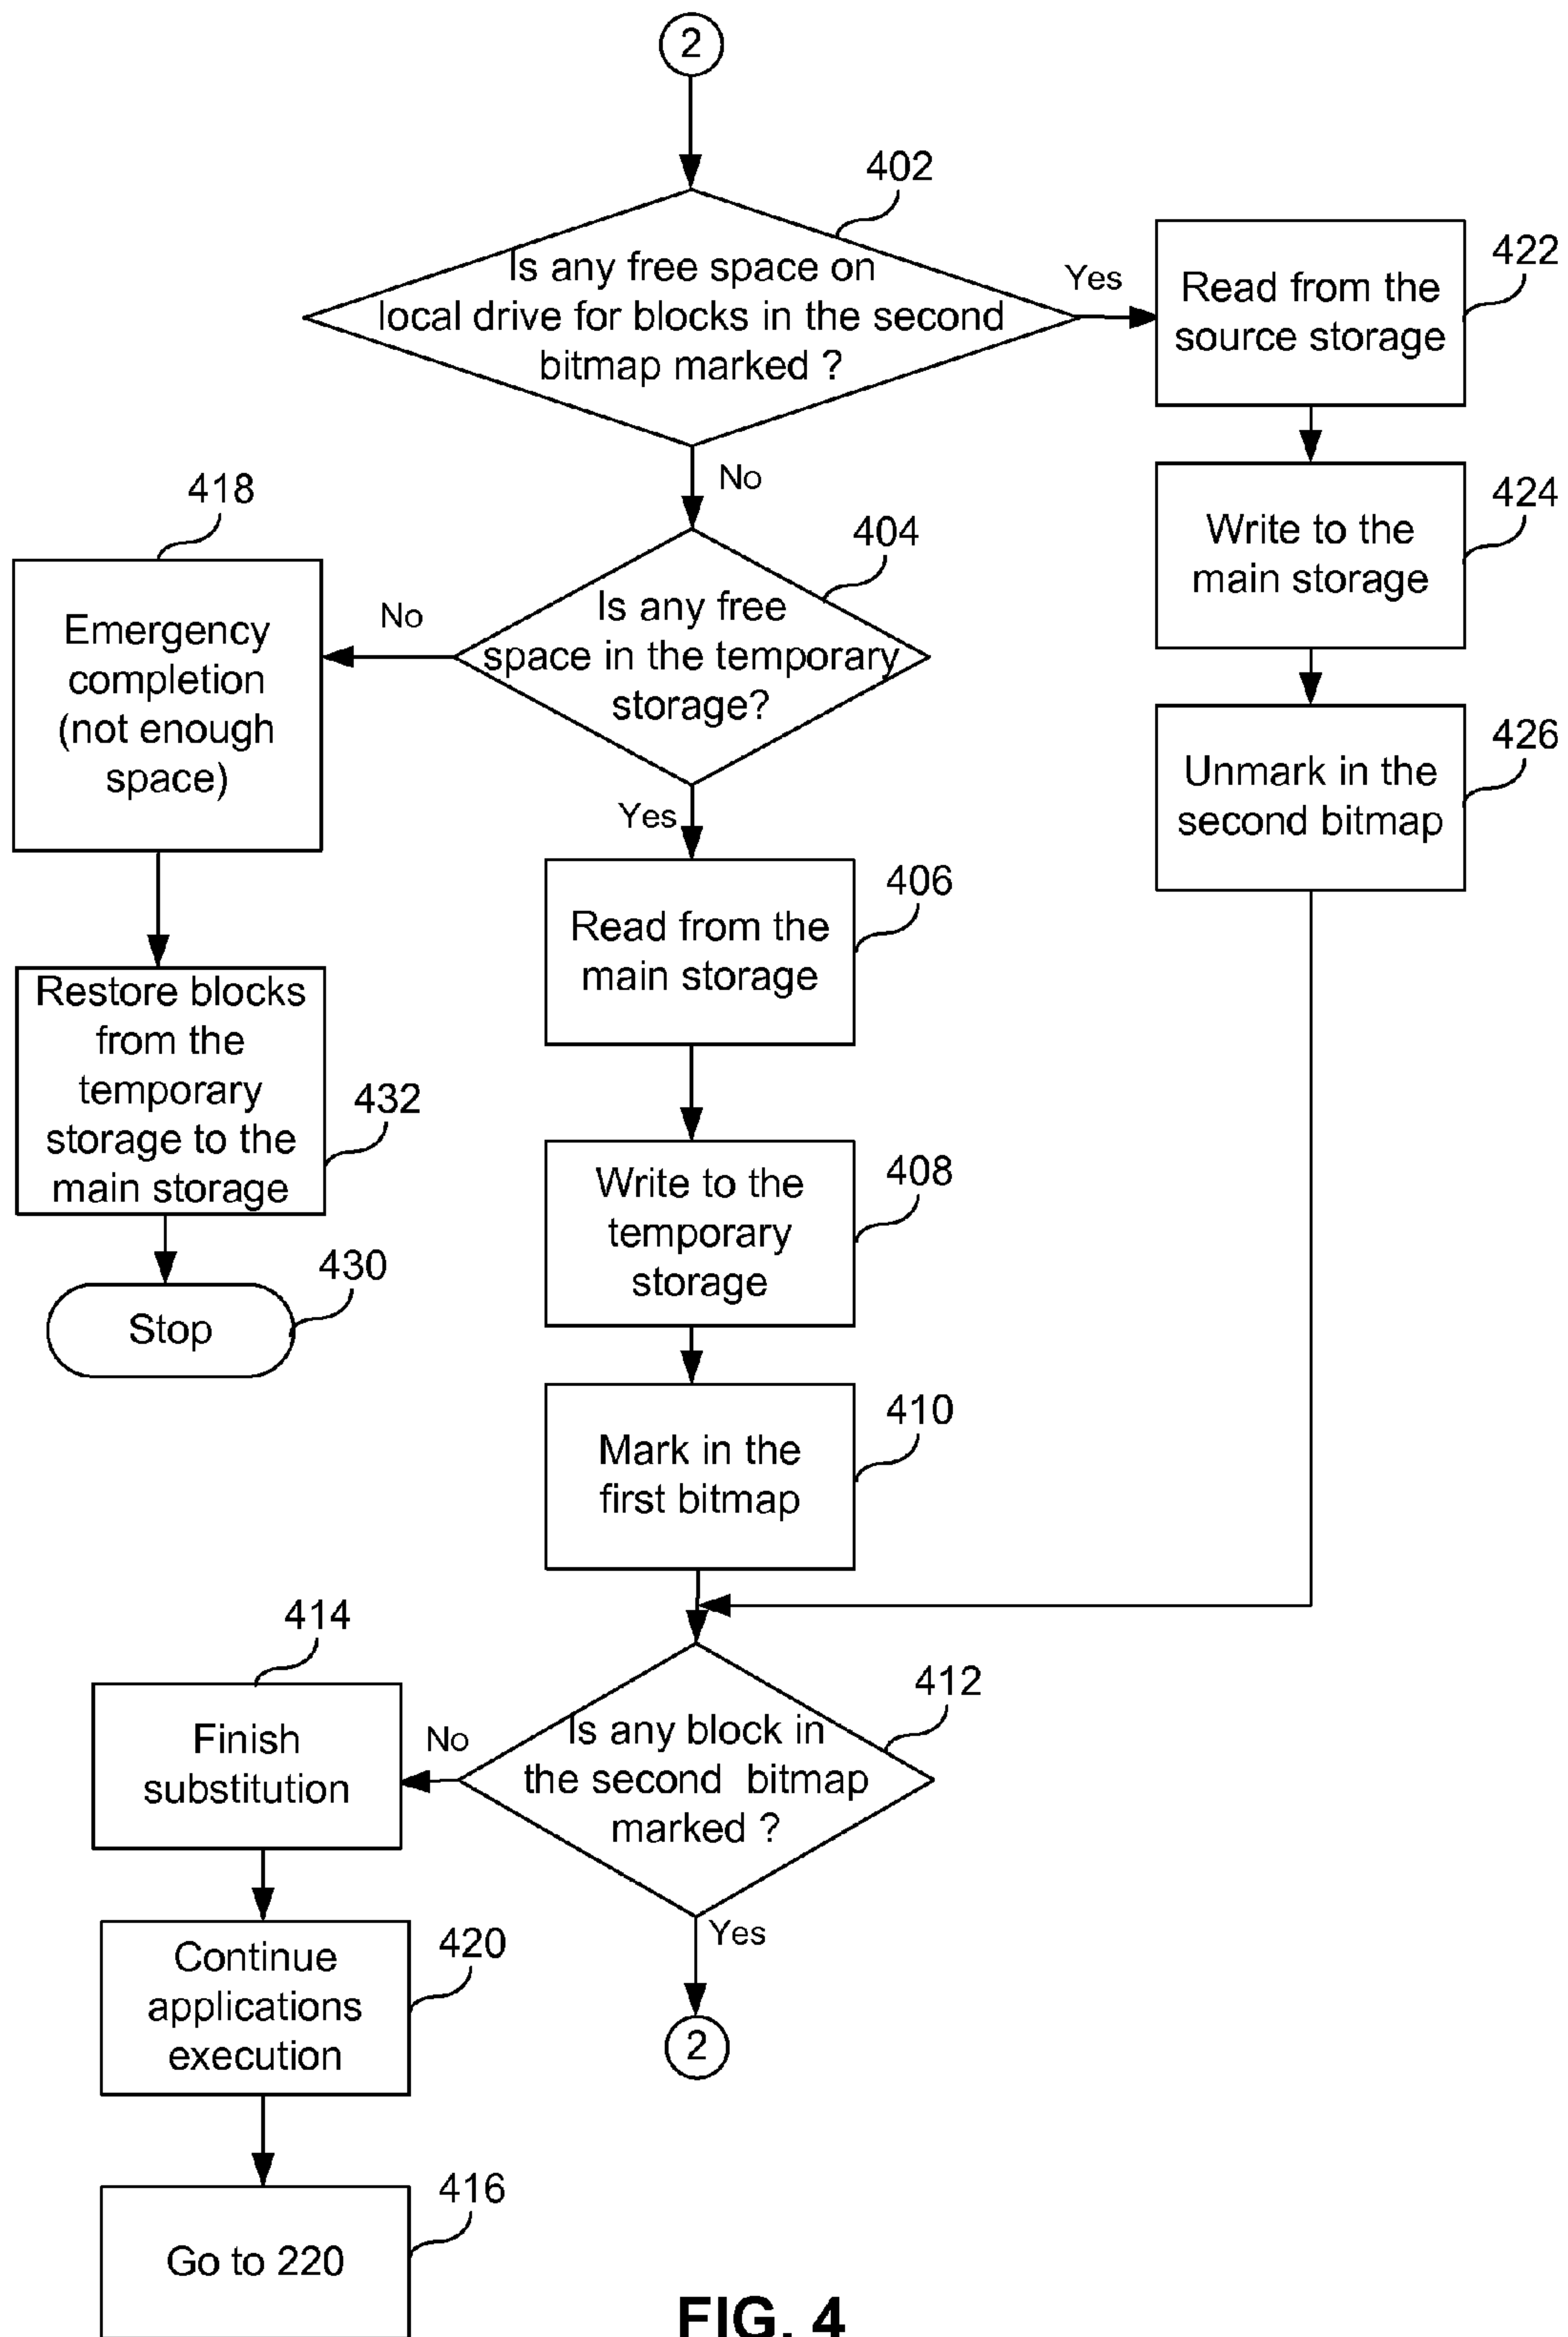 2
402
Is any free space on
local drive for blocks in the second
bitmap marked ?
Yes
422
Read from the
source storage
No
424
Write to the
main storage
418
404
Emergency
completion
(not enough
space)
No
Is any free
space in the temporary
storage?
426
Unmark in the
second bitmap
Yes
406
Read from the
main storage
Restore blocks
from the
temporary
storage to the
main storage
432
408
Write to the
temporary
storage
430
Stop
410
Mark in the
first bitmap
414
412
Finish
substitution
No
Is any block in
the second bitmap
marked ?
Yes
420
Continue
applications
execution
2
416
Go to 220
FIG. 4